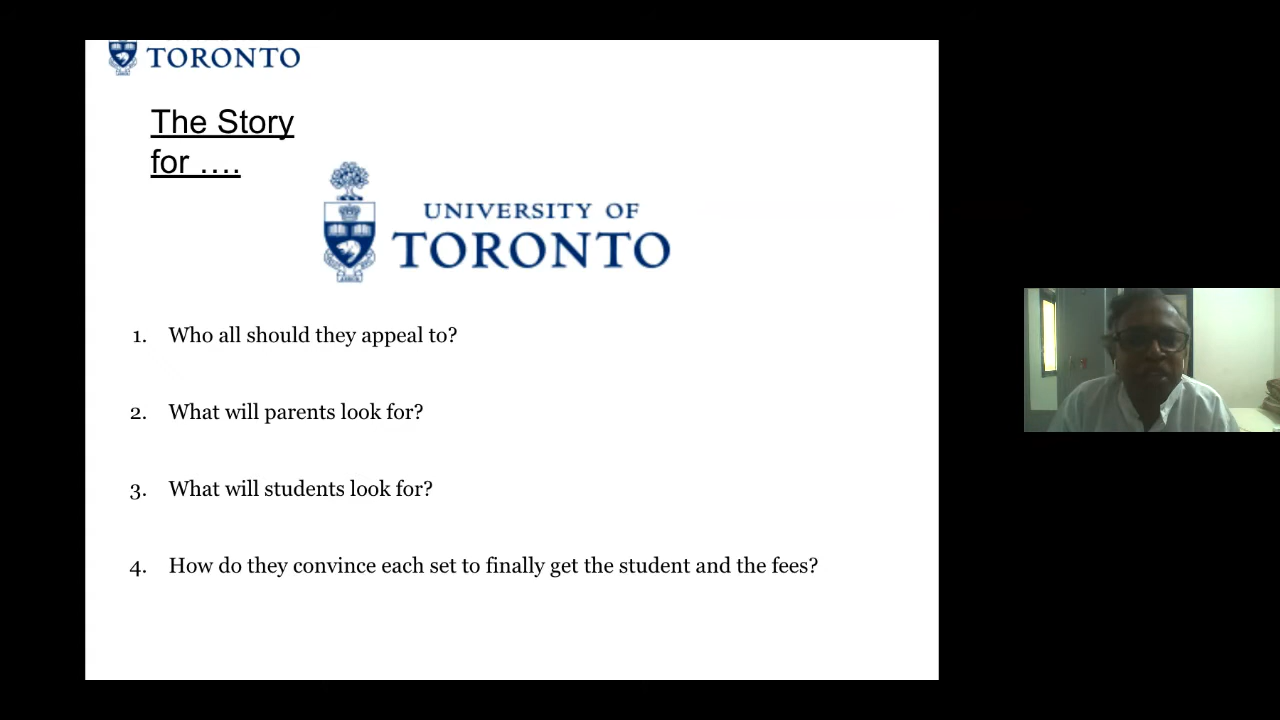 TORONTO
The Story
for ....
UNIVERSITY OF
TORONTO
1. Who all should they appeal to?
2. What will parents look for?
3. What will students look for?
4. How do they convince each set to finally get the student and the fees?